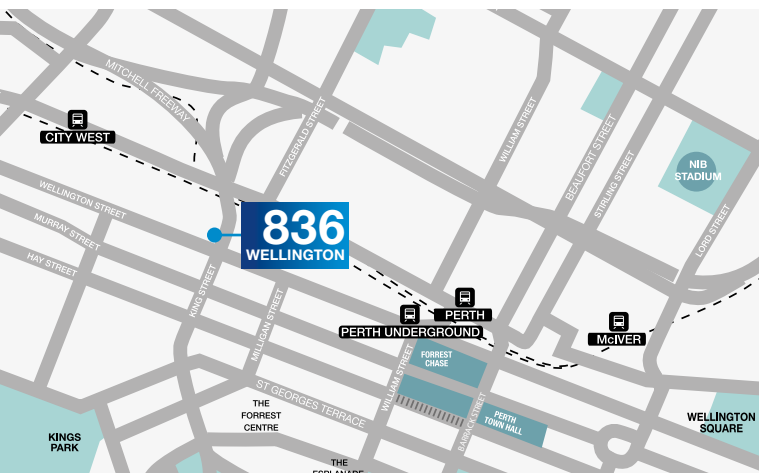 MITCHELL FREEWAY
CITY WEST
FITZGERALD STREET
WILLIAM STREET
BEAUFORT STREET
STIRLING STREET
NIB
STADIUM
LORD STREET
WELLINGTON STREET
MURRAY STREET
HAY STREET
836
WELLINGTON
KING STREET
MILLIGAN STREET
PERTH
PERTH UNDERGROUND
McIVER
FORREST
CHASE
WILLIAM STREET
ST GEORGES TERRACE
BARRACK STREET
PERTH
TOWN HALL
THE
FORREST
CENTRE
WELLINGTON
SQUARE
KINGS
PARK
THE
ESPLANADE